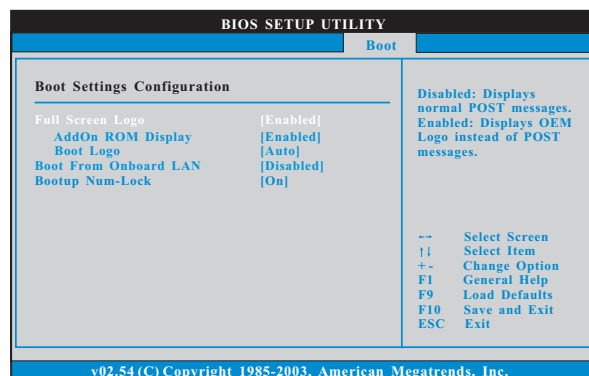 BIOS SETUP UTILITY
Boot
Boot Settings Configuration
Full Screen Logo [Enabled]
AddOn ROM Display [Enabled]
Boot Logo [Auto]
Boot From Onboard LAN [Disabled]
Bootup Num-Lock [On]
Disabled: Displays
normal POST messages.
Enabled: Displays OEM
Logo instead of POST
messages.
←→ Select Screen
↑↓ Select Item
+- Change Option
F1 General Help
F9 Load Defaults
F10 Save and Exit
ESC Exit
v02.54 (C) Copyright 1985-2003, American Megatrends, Inc.